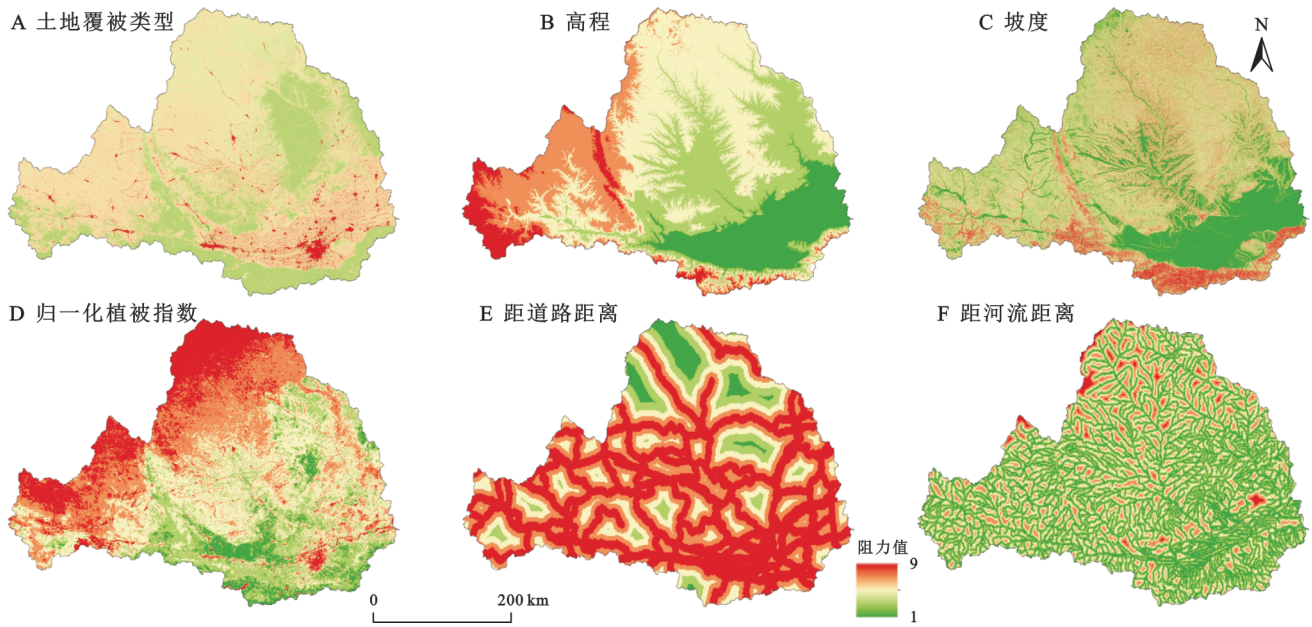 A 土地覆被类型
B 高程
C 坡度
N
D 归一化植被指数
E 距道路距离
F 距河流距离
阻力值
9
1
0
200 km